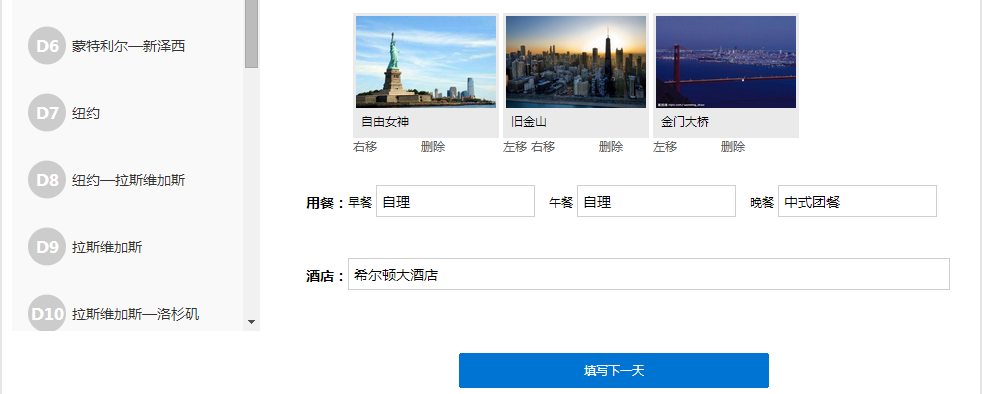 D6 蒙特利尔—新泽西
D7 纽约
D8 纽约—拉斯维加斯
D9 拉斯维加斯
D10 拉斯维加斯—洛杉矶
自由女神 旧金山 金门大桥
右移 删除 左移 右移 删除 左移 删除
用餐：早餐 自理 午餐 自理 晚餐 中式团餐
酒店：希尔顿大酒店
填写下一天